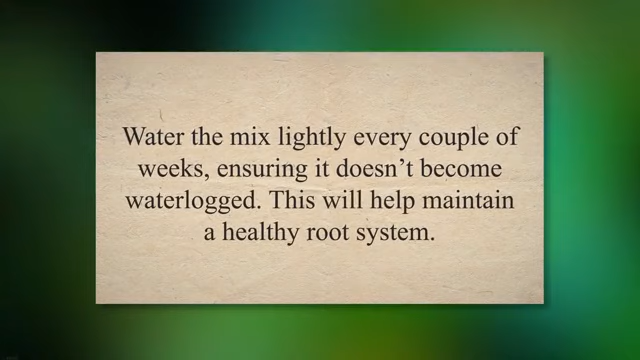 Water the mix lightly every couple of
weeks, ensuring it doesn’t become
waterlogged. This will help maintain
a healthy root system.